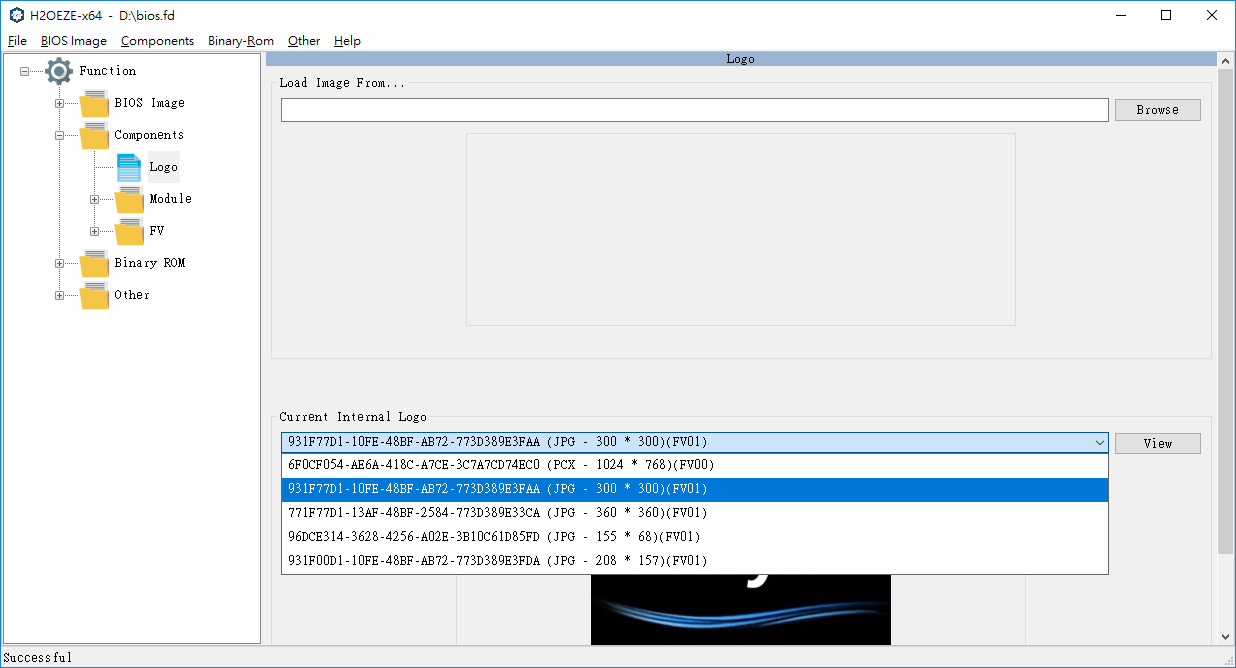 H2OEZE-x64 - D:\bios.fd
File BIOS Image Components Binary-Rom Other Help
Function
BIOS Image
Components
Logo
Module
FV
Binary ROM
Other
Logo
Load Image From...
Browse
Current Internal Logo
931F77D1-10FE-48BF-AB72-773D389E3FAA (JPG - 300 * 300)(FV01)
View
6F0CF054-AE6A-418C-A7CE-3C7A7CD74EC0 (PCX - 1024 * 768)(FV00)
931F77D1-10FE-48BF-AB72-773D389E3FAA (JPG - 300 * 300)(FV01)
771F77D1-13AF-48BF-2584-773D389E33CA (JPG - 360 * 360)(FV01)
96DCE314-3628-4256-A02E-3B10C61D85FD (JPG - 155 * 68)(FV01)
931F00D1-10FE-48BF-AB72-773D389E3FDA (JPG - 208 * 157)(FV01)
Successful